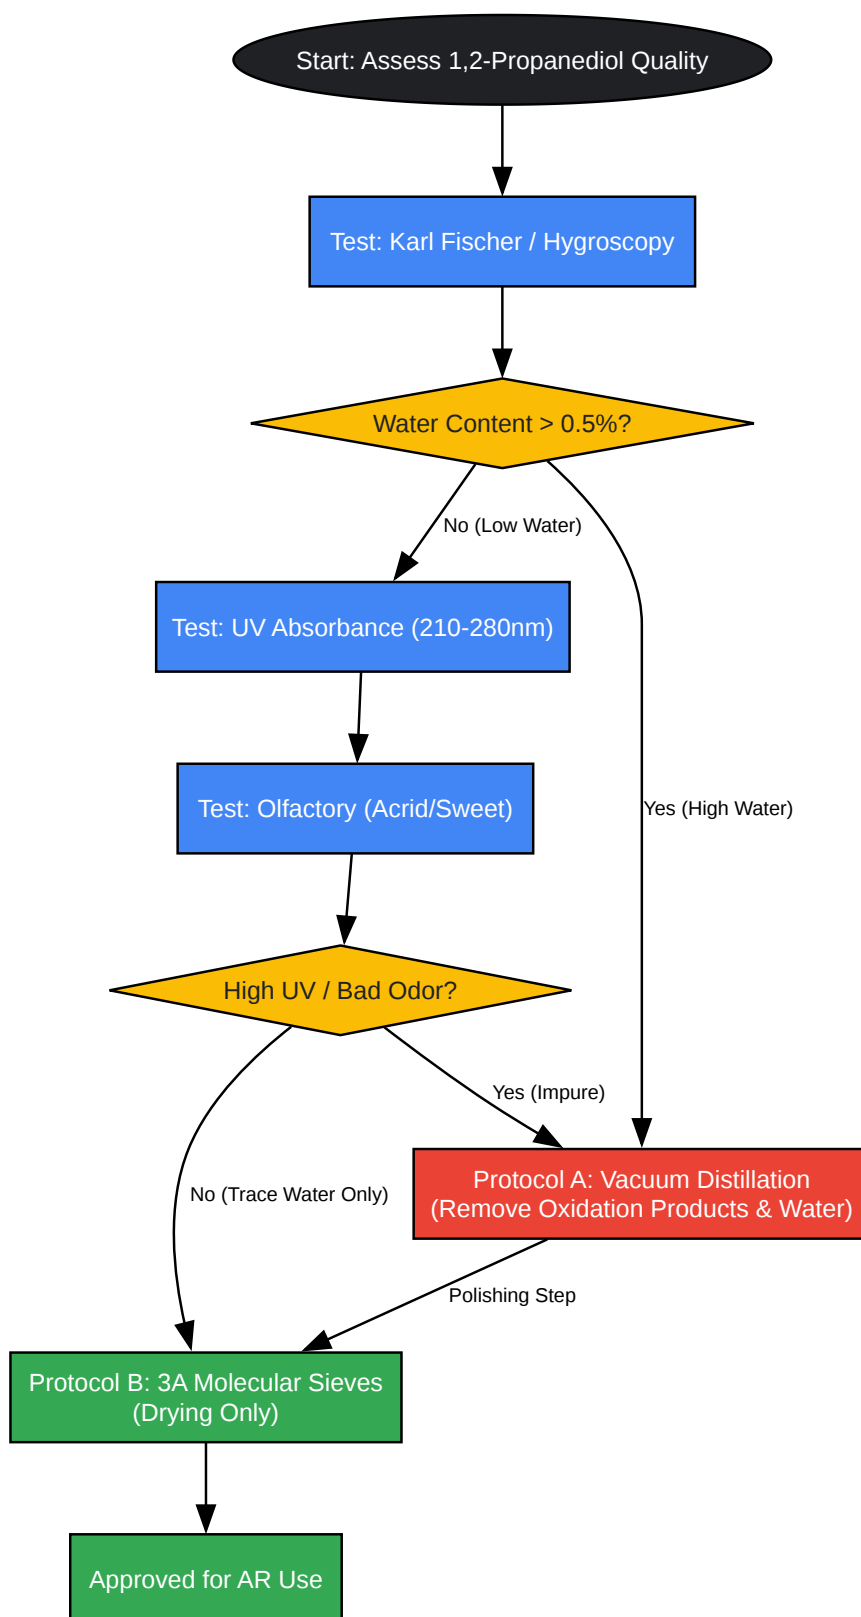 Start: Assess 1,2-Propanediol Quality
Test: Karl Fischer / Hygroscopy
Water Content > 0.5%?
No (Low Water)
Test: UV Absorbance (210-280nm)
Test: Olfactory (Acrid/Sweet)
Yes (High Water)
High UV / Bad Odor?
Yes (Impure)
Protocol A: Vacuum Distillation
(Remove Oxidation Products & Water)
No (Trace Water Only)
Polishing Step
Protocol B: 3A Molecular Sieves
(Drying Only)
Approved for AR Use